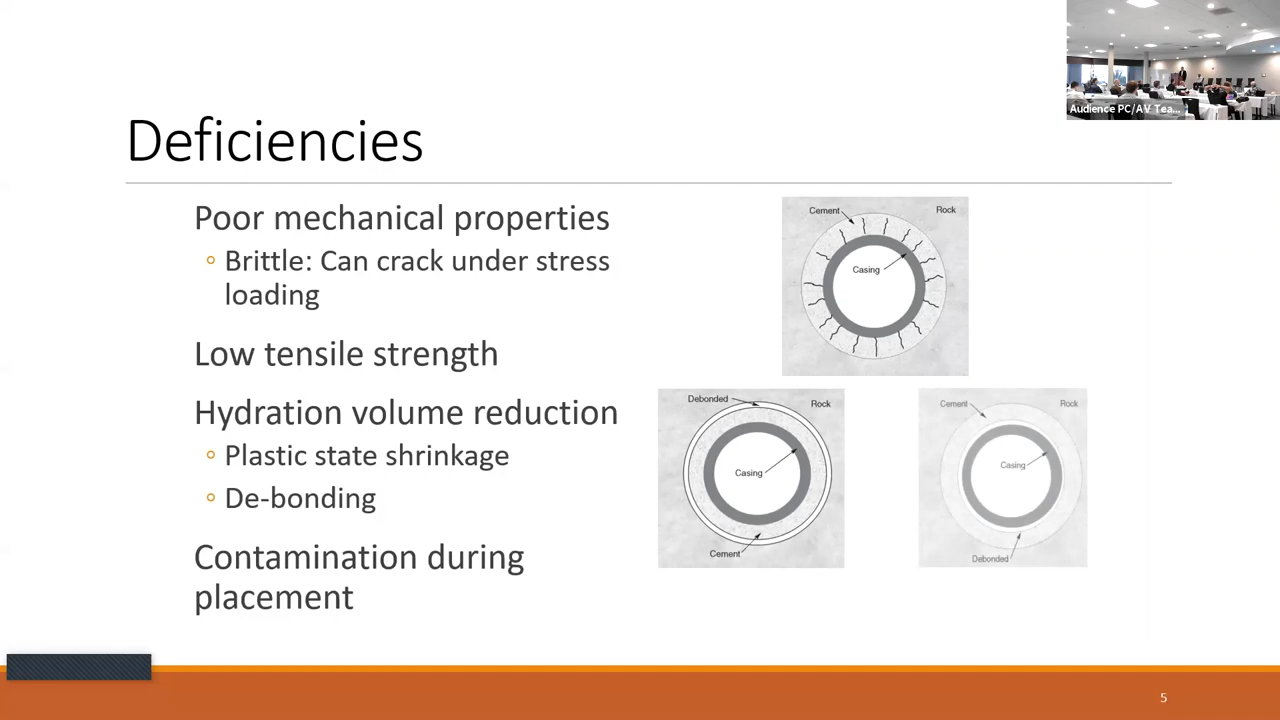 Audience PC/AV Tea...
Deficiencies
Poor mechanical properties
Brittle: Can crack under stress
loading
Low tensile strength
Hydration volume reduction
Plastic state shrinkage
De-bonding
Contamination during
placement
Cement
Rock
Casing
Debonded
Rock
Casing
Cement
Cement
Rock
Casing
Debonded
5